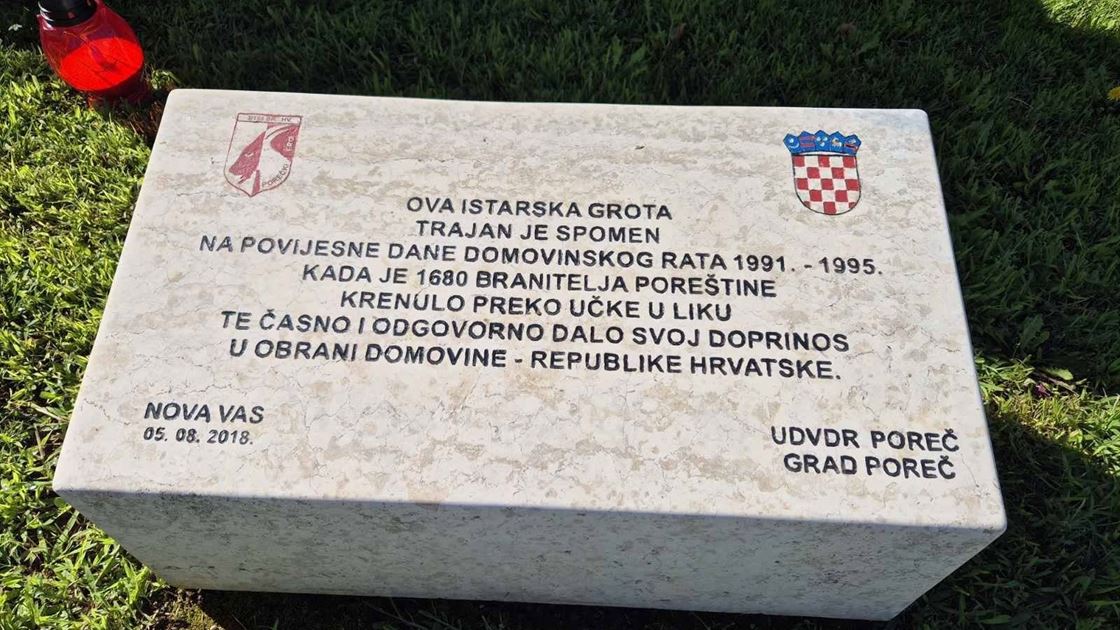 OVA ISTARSKA GROTA
TRAJAN JE SPOMEN
NA POVIJESNE DANE DOMOVINSKOG RATA 1991. - 1995.
KADA JE 1680 BRANITELJA POREŠTINE
KRENULO PREKO UČKE U LIKU
TE ČASNO I ODGOVORNO DALO SVOJ DOPRINOS
U OBRANI DOMOVINE - REPUBLIKE HRVATSKE.
NOVA VAS
05. 08. 2018.
UDVDR POREČ
GRAD POREČ